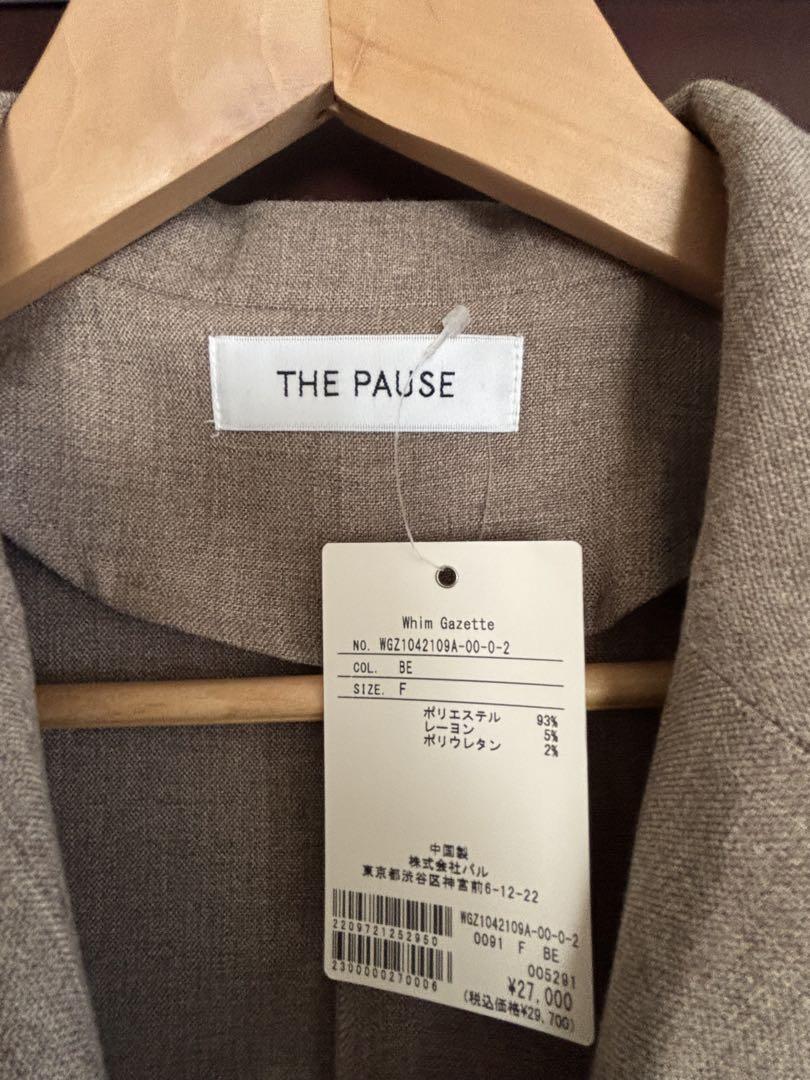 THE PAUSE
Whim Gazette
NO. WGZ1042109A-00-0-2
COL. BE
SIZE. F
ポリエステル 93%
レーヨン 5%
ポリウレタン 2%
中国製
株式会社パル
東京都渋谷区神宮前6-12-22
WGZ1042109A-00-0-2
2209721252950
0091 F BE
005291
2300000270006
¥27,000
(税込価格¥29,700)